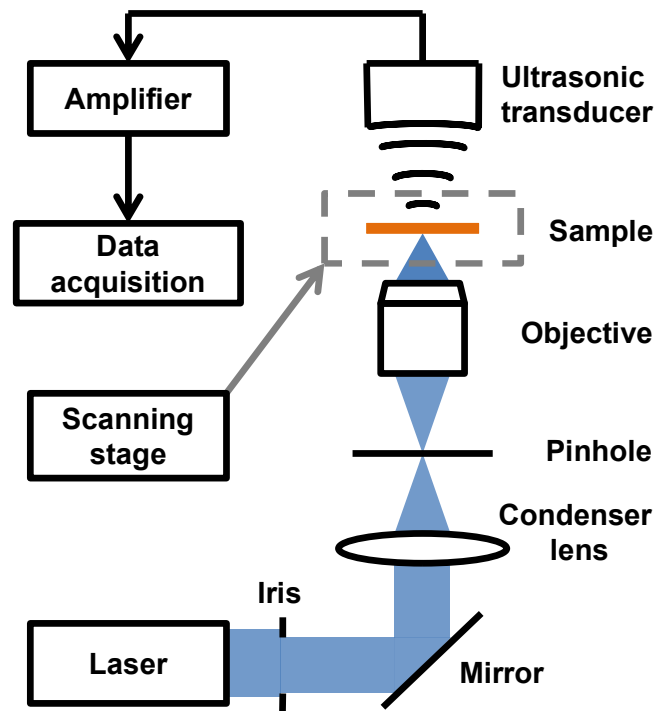 Amplifier
Ultrasonic
transducer
Data
acquisition
Sample
Objective
Scanning
stage
Pinhole
Condenser
lens
Iris
Laser
Mirror